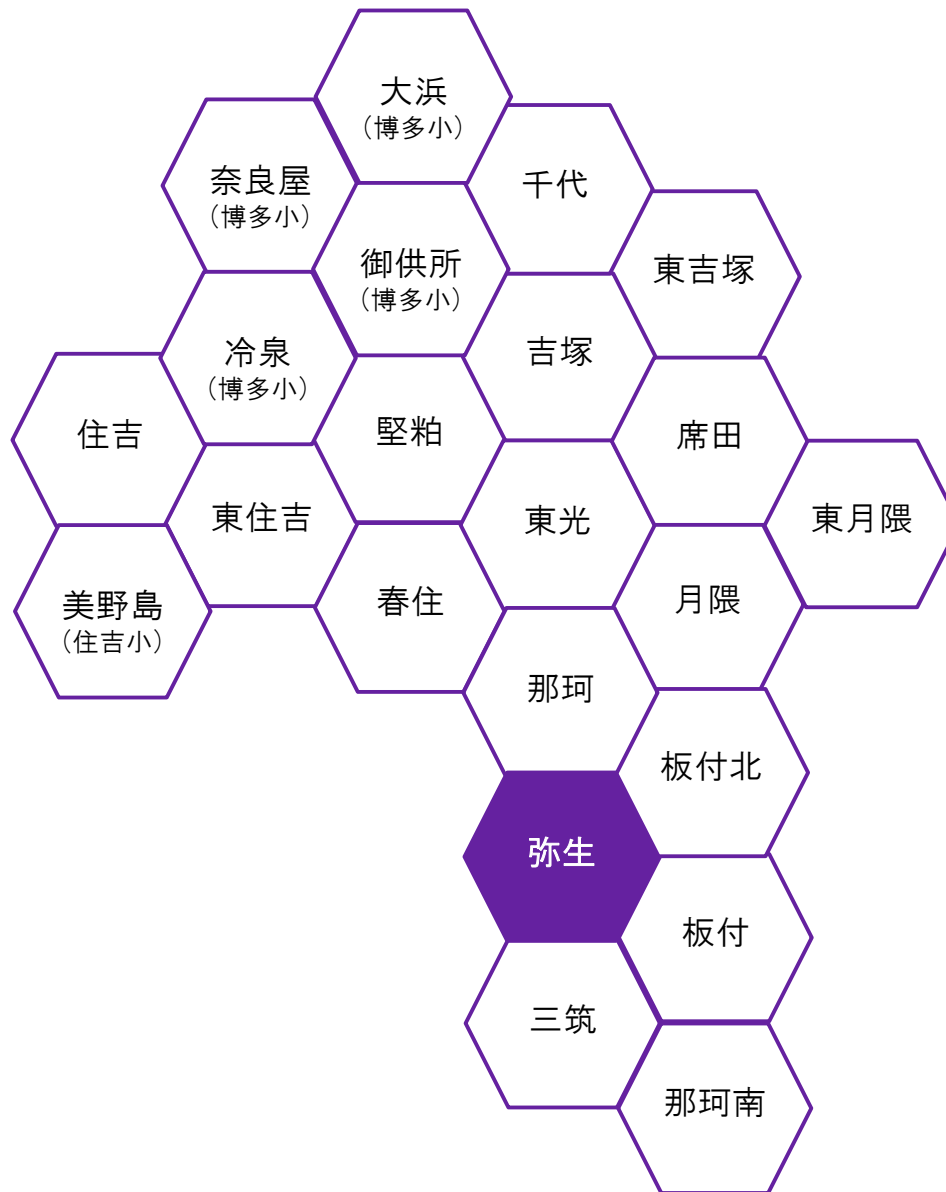 大浜
（博多小）
奈良屋
（博多小）
千代
御供所
（博多小）
東吉塚
冷泉
（博多小）
吉塚
住吉
堅粕
席田
東住吉
東光
東月隈
美野島
（住吉小）
春住
月隈
那珂
板付北
弥生
板付
三筑
那珂南